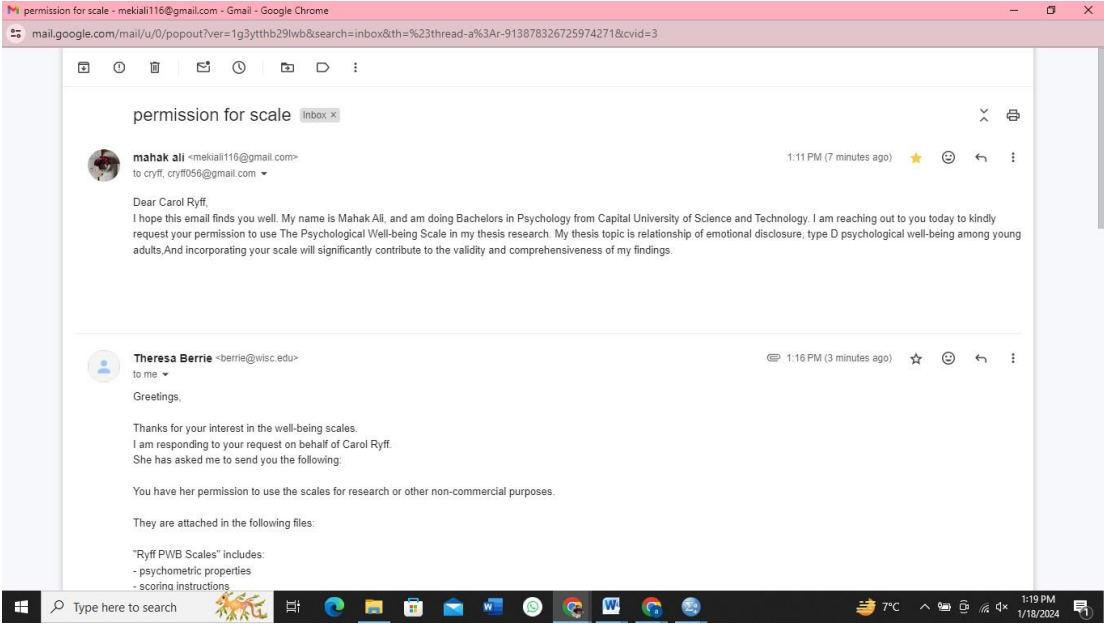 permission for scale - mekiali116@gmail.com - Gmail - Google Chrome
mail.google.com/mail/u/0/popout?ver=1g3ytthb29lwb&search=inbox&th=%23thread-a%3Ar-913878326725974271&cvid=3
permission for scale Inbox ×
mahak ali <mekiali116@gmail.com> 1:11 PM (7 minutes ago)
to cryff, cryff056@gmail.com
Dear Carol Ryff,
I hope this email finds you well. My name is Mahak Ali, and am doing Bachelors in Psychology from Capital University of Science and Technology. I am reaching out to you today to kindly
request your permission to use The Psychological Well-being Scale in my thesis research. My thesis topic is relationship of emotional disclosure, type D psychological well-being among young
adults,And incorporating your scale will significantly contribute to the validity and comprehensiveness of my findings.
Theresa Berrie <berrie@wisc.edu> 1:16 PM (3 minutes ago)
to me
Greetings,
Thanks for your interest in the well-being scales.
I am responding to your request on behalf of Carol Ryff.
She has asked me to send you the following:
You have her permission to use the scales for research or other non-commercial purposes.
They are attached in the following files:
"Ryff PWB Scales" includes:
- psychometric properties
- scoring instructions
Type here to search
7°C
1:19 PM
1/18/2024